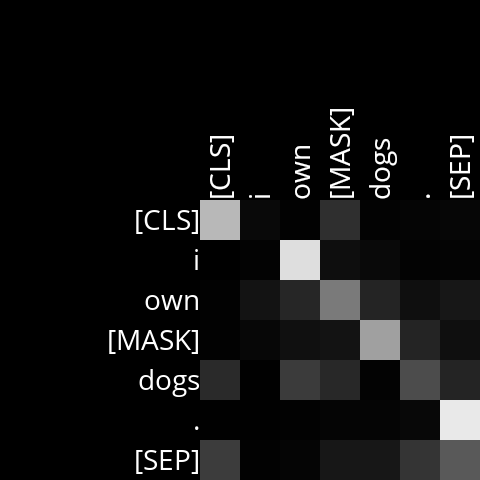 [CLS]
i
own
[MASK]
dogs
.
[SEP]
[CLS]
i
own
[MASK]
dogs
.
[SEP]